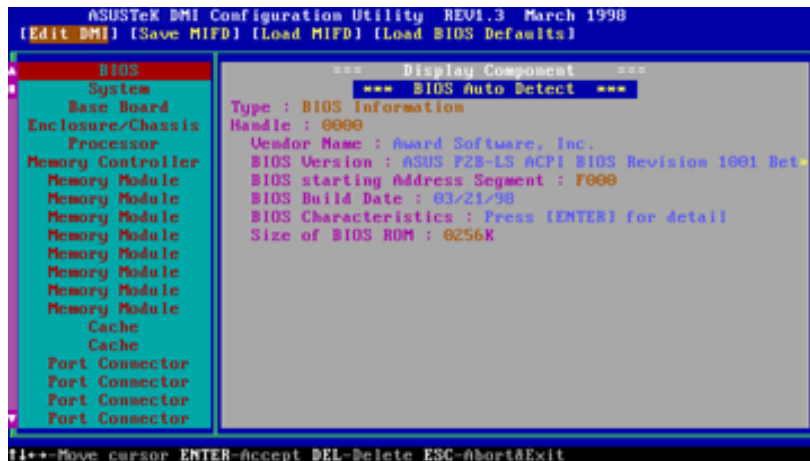 ASUSTeK DMI Configuration Utility REV1.3 March 1998
[Edit DMI] [Save MIFD] [Load MIFD] [Load BIOS Defaults]
BIOS
System
Base Board
Enclosure/Chassis
Processor
Memory Controller
Memory Module
Memory Module
Memory Module
Memory Module
Memory Module
Memory Module
Memory Module
Memory Module
Cache
Cache
Port Connector
Port Connector
Port Connector
Port Connector
=== Display Component ===
*** BIOS Auto Detect ***
Type : BIOS Information
Handle : 0000
Vendor Name : Award Software, Inc.
BIOS Version : ASUS P2B-LS ACPI BIOS Revision 1001 Bet
BIOS starting Address Segment : F000
BIOS Build Date : 03/21/98
BIOS Characteristics : Press [ENTER] for detail
Size of BIOS ROM : 0256K
↑↓←→-Move cursor ENTER-Accept DEL-Delete ESC-Abort&Exit